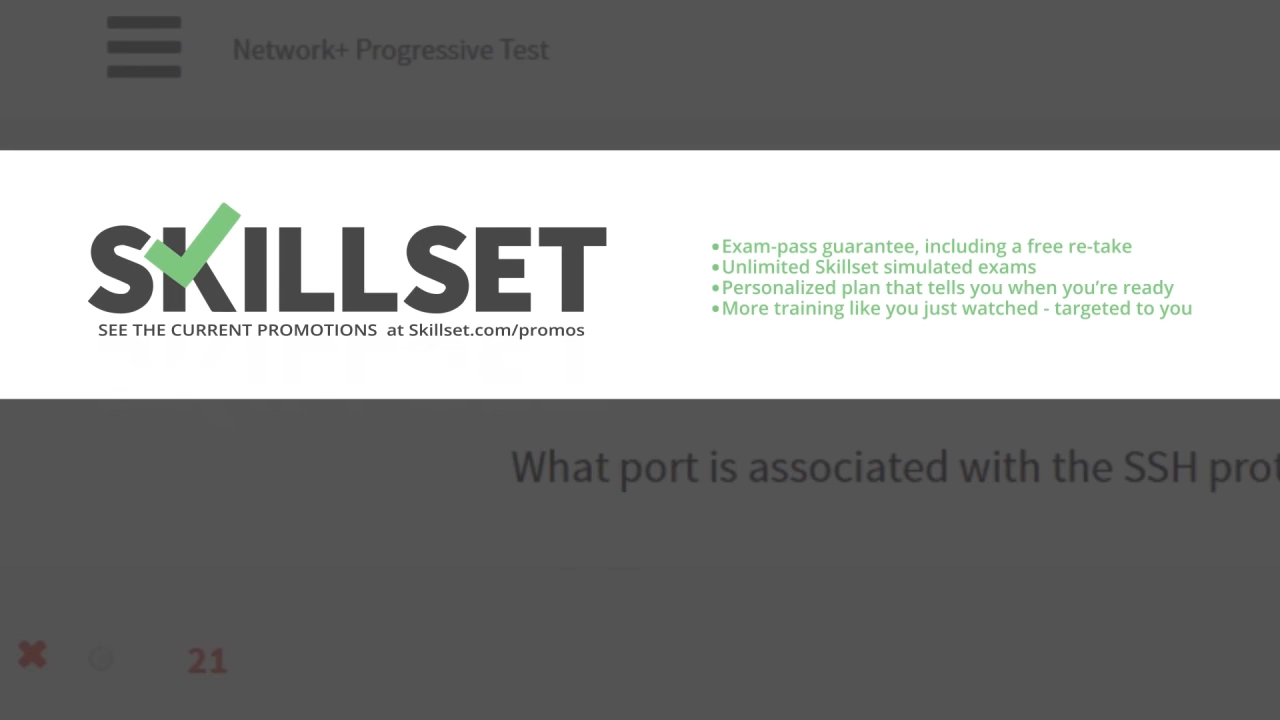 Network+ Progressive Test
SKILLSET
SEE THE CURRENT PROMOTIONS at Skillset.com/promos
•Exam-pass guarantee, including a free re-take
•Unlimited Skillset simulated exams
•Personalized plan that tells you when you’re ready
•More training like you just watched - targeted to you
What port is associated with the SSH prot
21